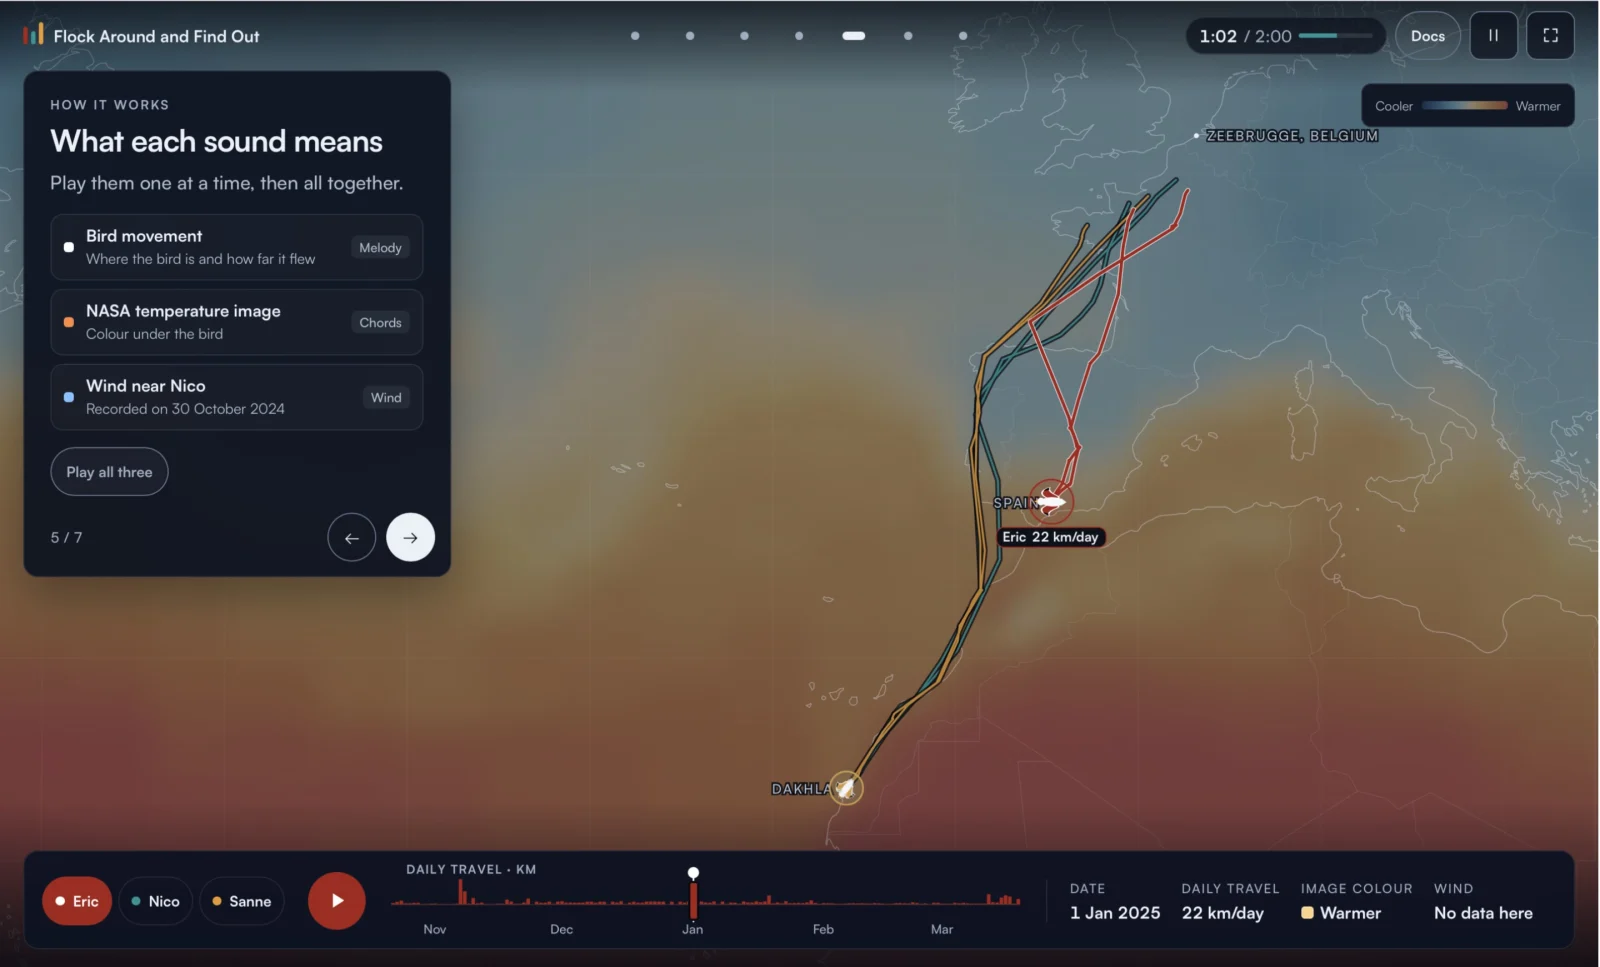 Flock Around and Find Out
1:02 / 2:00
Docs
HOW IT WORKS
What each sound means
Play them one at a time, then all together.
Bird movement
Where the bird is and how far it flew
Melody
NASA temperature image
Colour under the bird
Chords
Wind near Nico
Recorded on 30 October 2024
Wind
Play all three
5 / 7
Cooler
Warmer
ZEEBRUGGE, BELGIUM
SPAIN
Eric 22 km/day
DAKHLA
Eric
Nico
Sanne
DAILY TRAVEL · KM
Nov
Dec
Jan
Feb
Mar
DATE
1 Jan 2025
DAILY TRAVEL
22 km/day
IMAGE COLOUR
Warmer
WIND
No data here